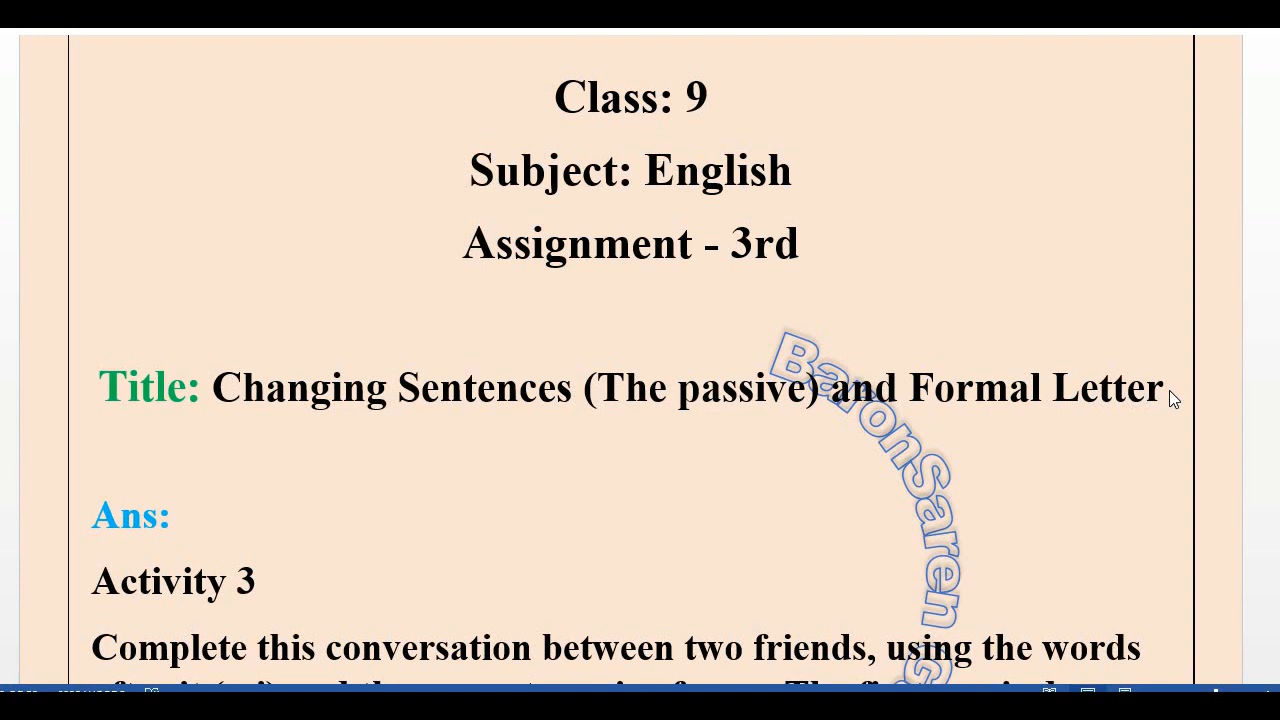 Class: 9
Subject: English
Assignment - 3rd
Title: Changing Sentences (The passive) and Formal Letter
BaronSaren
Ans:
Activity 3
Complete this conversation between two friends, using the words